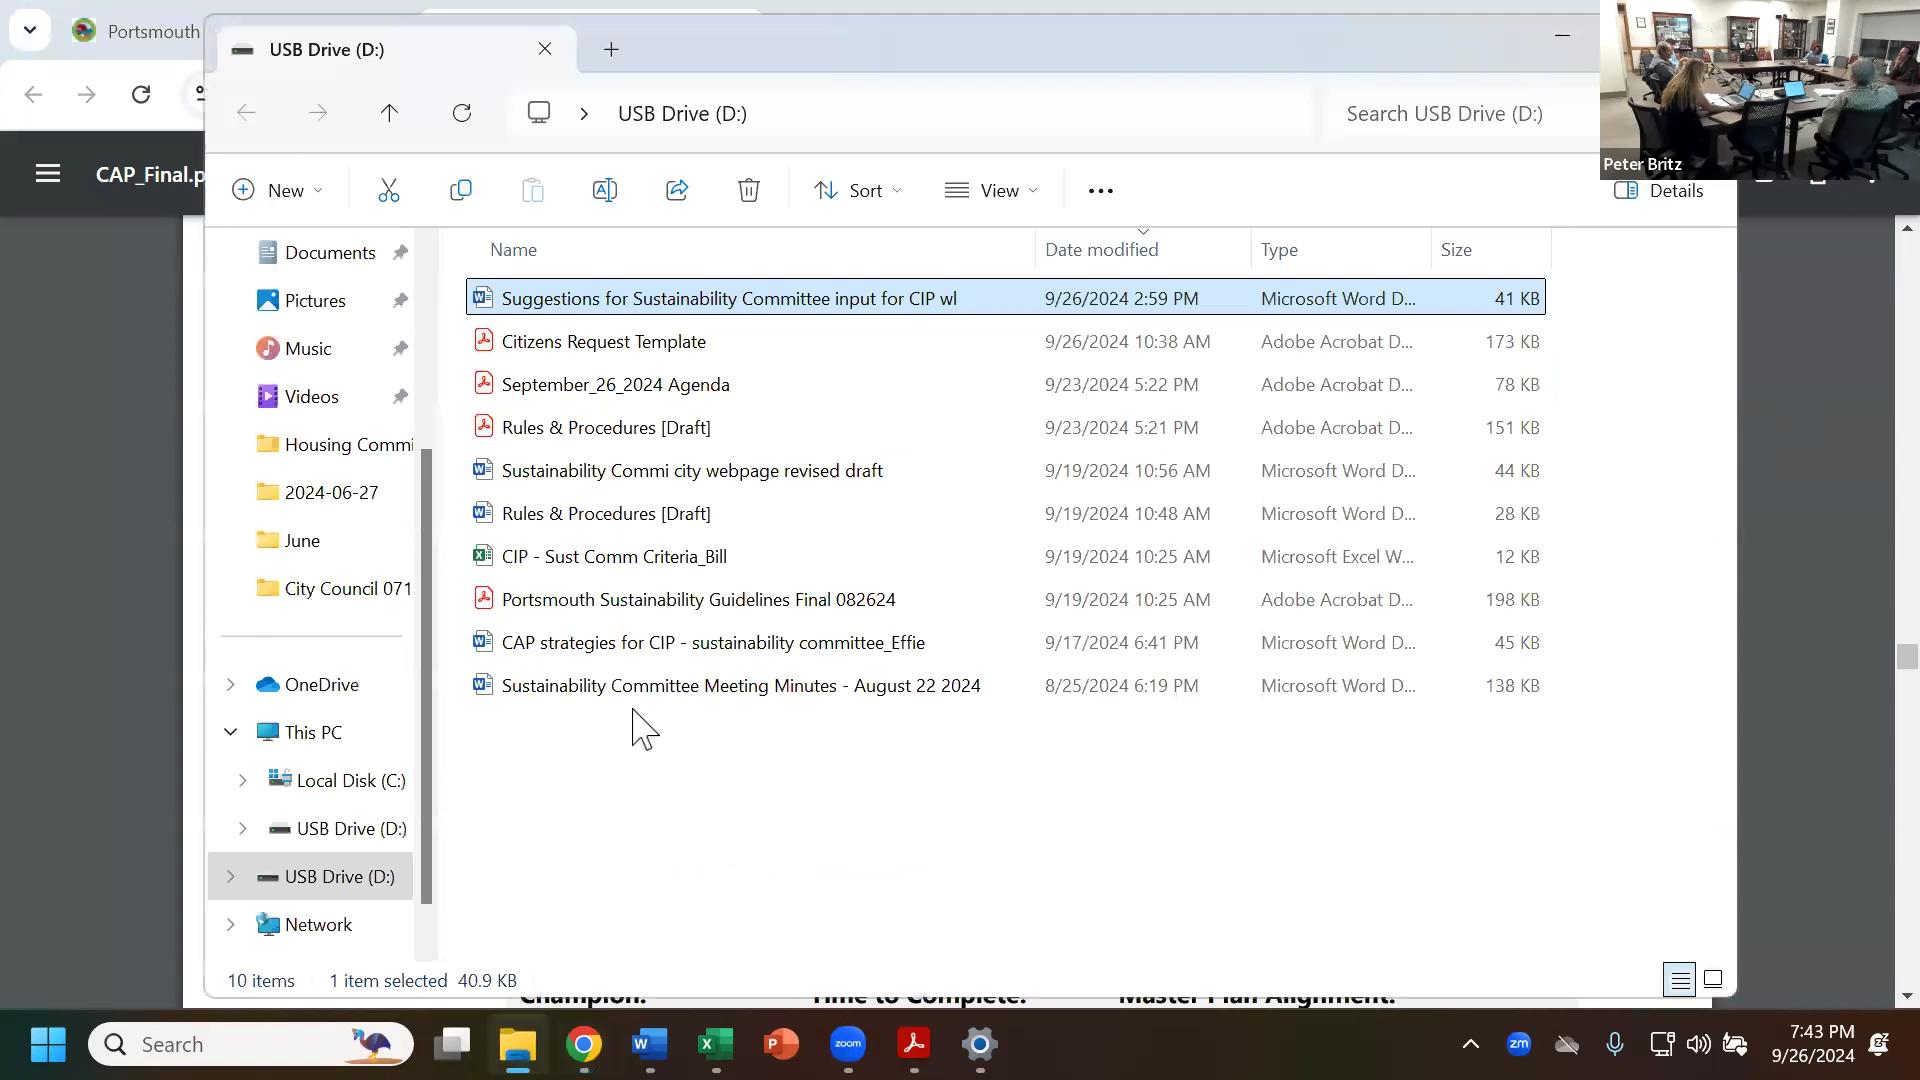 Portsmouth
USB Drive (D:)
USB Drive (D:)
Search USB Drive (D:)
Peter Britz
CAP_Final.p
New
Sort
View
Details
Name
Date modified
Type
Size
Documents
Pictures
Music
Videos
Housing Commi
2024-06-27
June
City Council 071
OneDrive
This PC
Local Disk (C:)
USB Drive (D:)
USB Drive (D:)
Network
Suggestions for Sustainability Committee input for CIP wl 9/26/2024 2:59 PM Microsoft Word D... 41 KB
Citizens Request Template 9/26/2024 10:38 AM Adobe Acrobat D... 173 KB
September_26_2024 Agenda 9/23/2024 5:22 PM Adobe Acrobat D... 78 KB
Rules & Procedures [Draft] 9/23/2024 5:21 PM Adobe Acrobat D... 151 KB
Sustainability Commi city webpage revised draft 9/19/2024 10:56 AM Microsoft Word D... 44 KB
Rules & Procedures [Draft] 9/19/2024 10:48 AM Microsoft Word D... 28 KB
CIP - Sust Comm Criteria_Bill 9/19/2024 10:25 AM Microsoft Excel W... 12 KB
Portsmouth Sustainability Guidelines Final 082624 9/19/2024 10:25 AM Adobe Acrobat D... 198 KB
CAP strategies for CIP - sustainability committee_Effie 9/17/2024 6:41 PM Microsoft Word D... 45 KB
Sustainability Committee Meeting Minutes - August 22 2024 8/25/2024 6:19 PM Microsoft Word D... 138 KB
10 items 1 item selected 40.9 KB
Champion: Time to Complete: Master Plan Alignment:
Search
zoom
zm
7:43 PM
9/26/2024